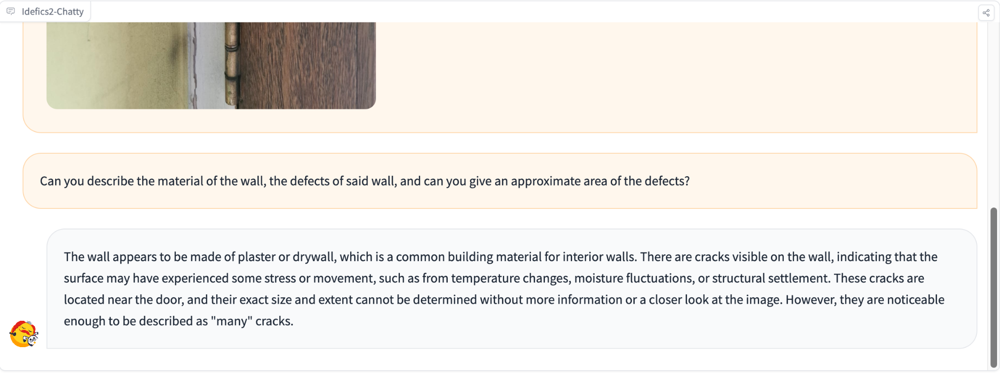 Idefics2-Chatty
Can you describe the material of the wall, the defects of said wall, and can you give an approximate area of the defects?
The wall appears to be made of plaster or drywall, which is a common building material for interior walls. There are cracks visible on the wall, indicating that the
surface may have experienced some stress or movement, such as from temperature changes, moisture fluctuations, or structural settlement. These cracks are
located near the door, and their exact size and extent cannot be determined without more information or a closer look at the image. However, they are noticeable
enough to be described as "many" cracks.